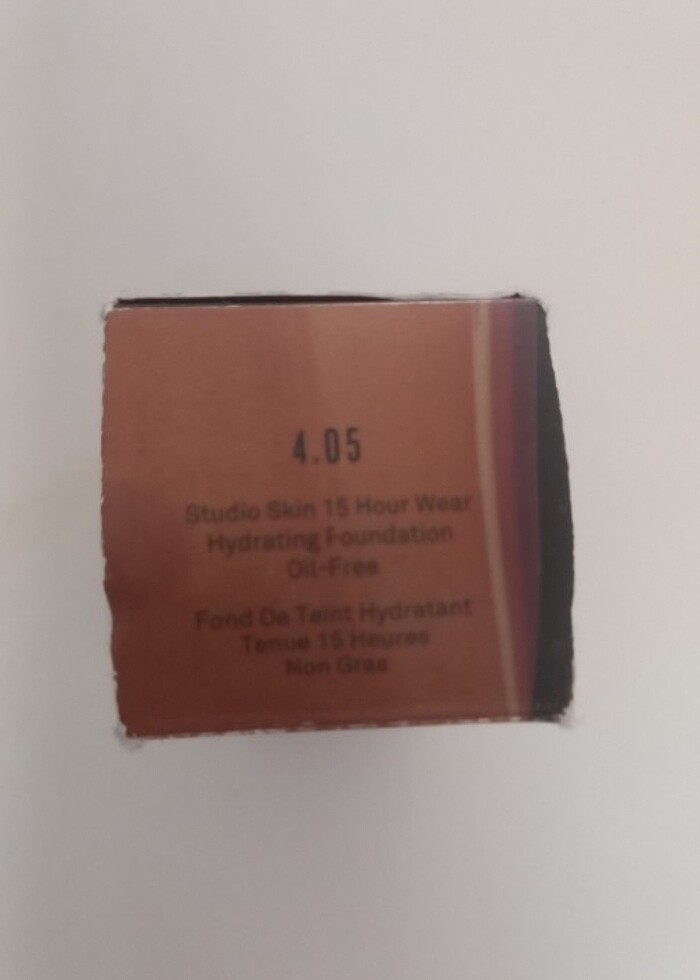 4.05
Studio Skin 15 Hour Wear
Hydrating Foundation
Oil-Free
Fond De Teint Hydratant
Tenue 15 Heures
Non Gras